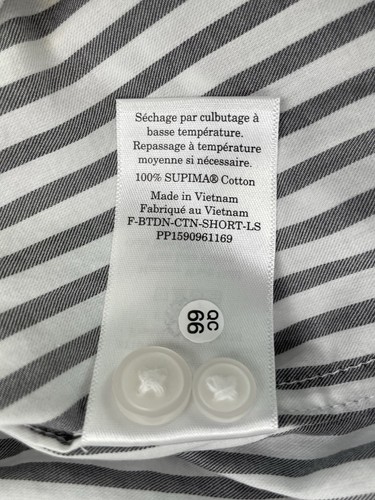 Séchage par culbutage à
basse température.
Repassage à température
moyenne si nécessaire.
100% SUPIMA® Cotton
Made in Vietnam
Fabriqué au Vietnam
F-BTDN-CTN-SHORT-LS
PP1590961169
QC
66